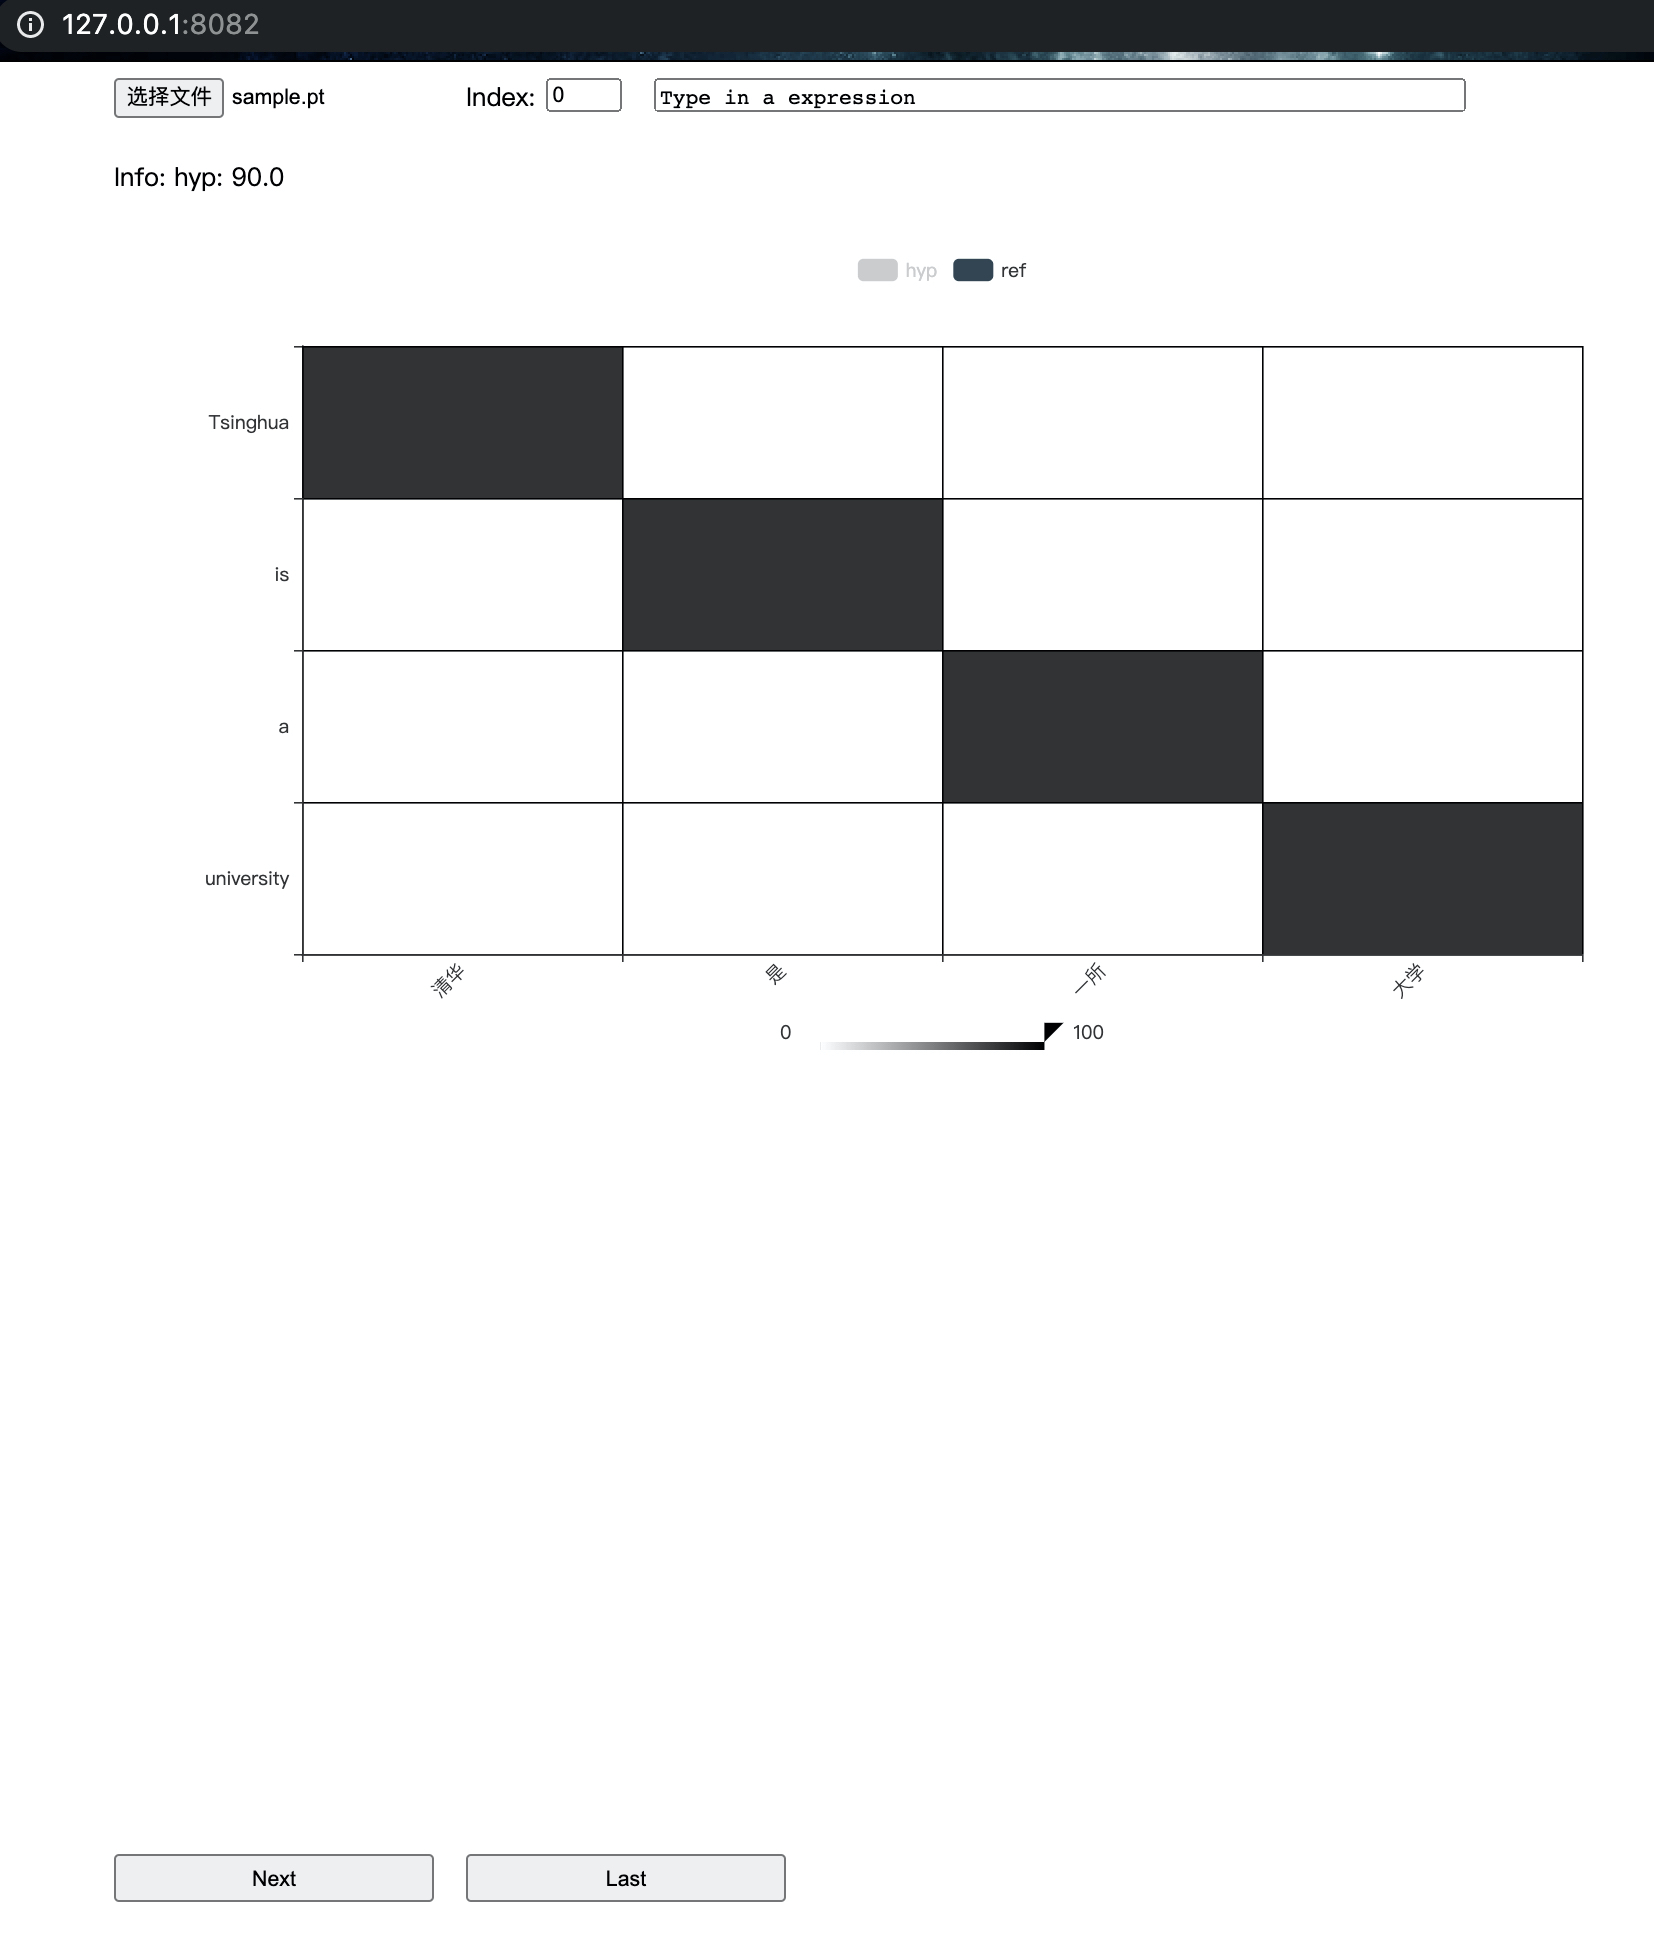 127.0.0.1:8082
选择文件 sample.pt Index: 0 Type in a expression
Info: hyp: 90.0
hyp ref
Tsinghua
is
a
university
清华 是 一所 大学
0 100
Next Last